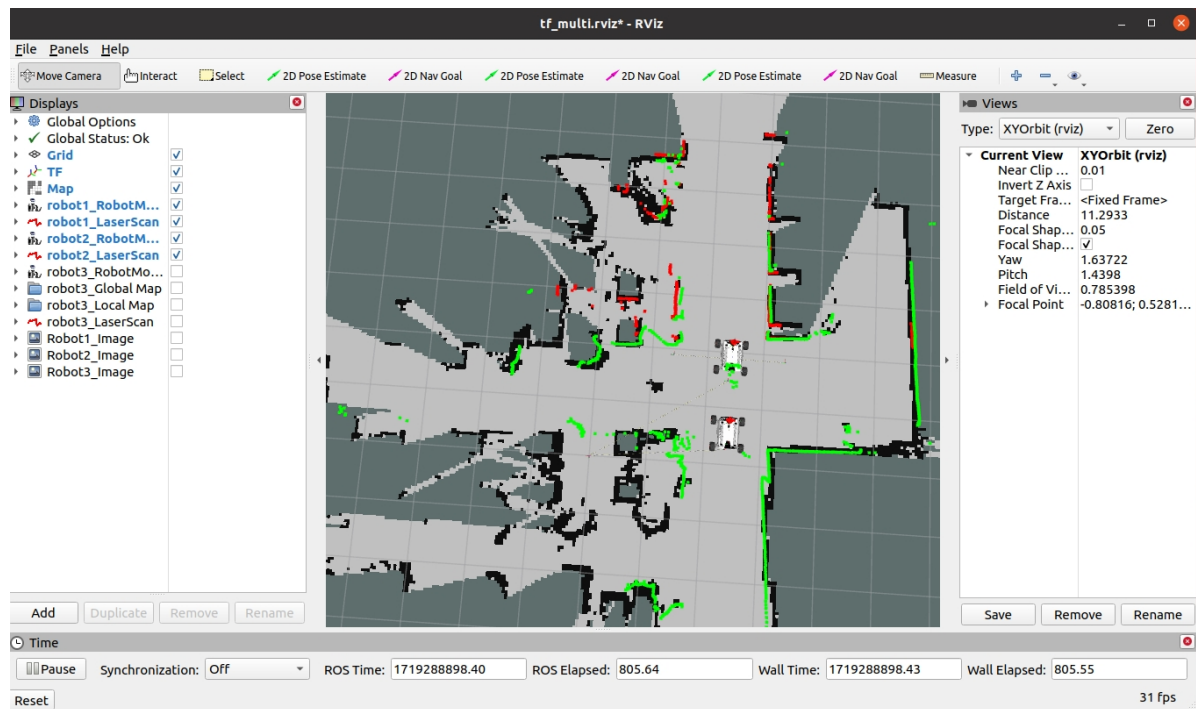 tf_multi.rviz* - RViz
File Panels Help
Move Camera Interact Select 2D Pose Estimate 2D Nav Goal 2D Pose Estimate 2D Nav Goal 2D Pose Estimate 2D Nav Goal Measure
Displays
Global Options
Global Status: Ok
Grid
TF
Map
robot1_RobotM...
robot1_LaserScan
robot2_RobotM...
robot2_LaserScan
robot3_RobotMo...
robot3_Global Map
robot3_Local Map
robot3_LaserScan
Robot1_Image
Robot2_Image
Robot3_Image
Add Duplicate Remove Rename
Views
Type: XYOrbit (rviz) Zero
Current View XYOrbit (rviz)
Near Clip ... 0.01
Invert Z Axis
Target Fra... <Fixed Frame>
Distance 11.2933
Focal Shap... 0.05
Focal Shap...
Yaw 1.63722
Pitch 1.4398
Field of Vi... 0.785398
Focal Point -0.80816; 0.5281...
Save Remove Rename
Time
Pause Synchronization: Off ROS Time: 1719288898.40 ROS Elapsed: 805.64 Wall Time: 1719288898.43 Wall Elapsed: 805.55
Reset 31 fps